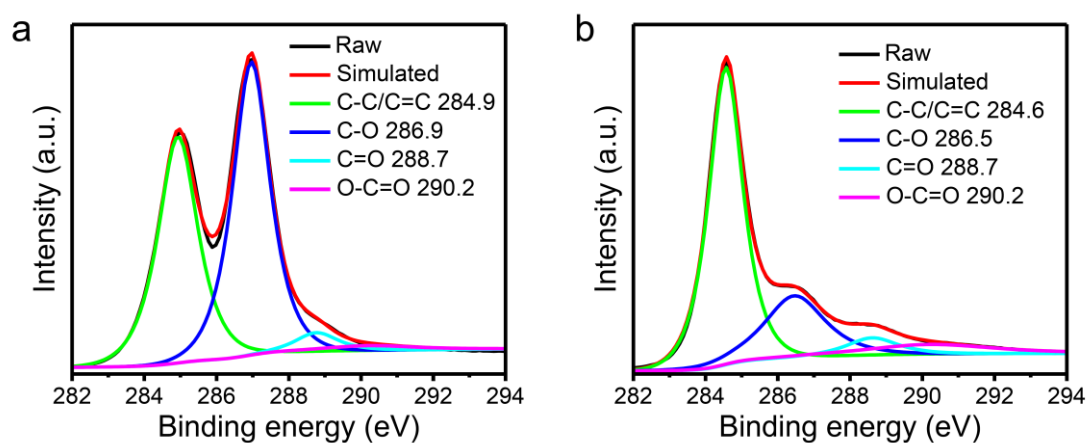 a
Raw
Simulated
C-C/C=C 284.9
C-O 286.9
C=O 288.7
O-C=O 290.2
Intensity (a.u.)
282 284 286 288 290 292 294
Binding energy (eV)
b
Raw
Simulated
C-C/C=C 284.6
C-O 286.5
C=O 288.7
O-C=O 290.2
Intensity (a.u.)
282 284 286 288 290 292 294
Binding energy (eV)